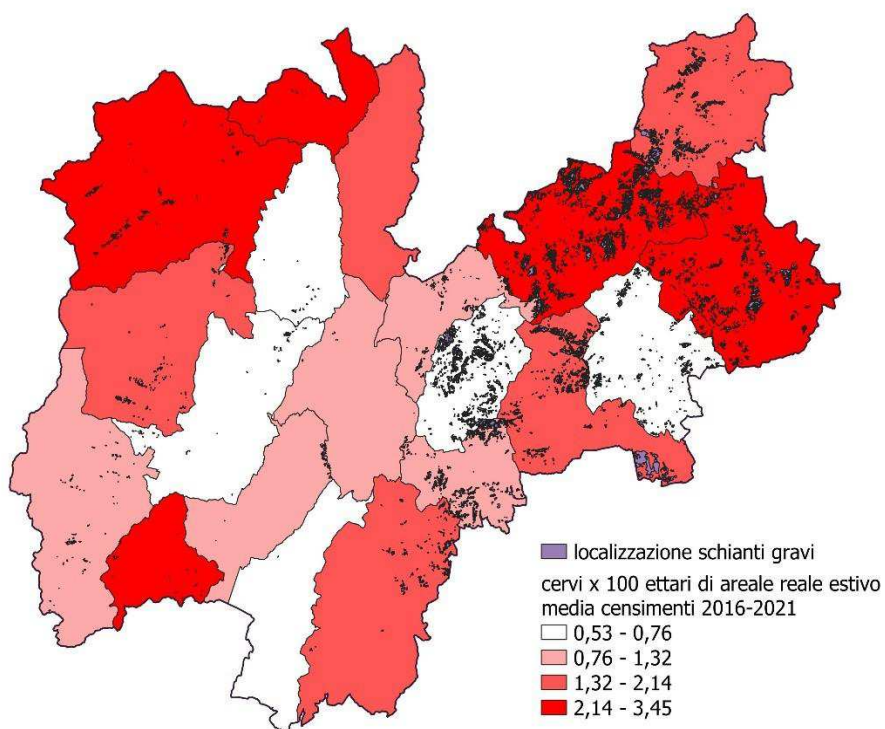 localizzazione schianti gravi
cervi x 100 ettari di areale reale estivo
media censimenti 2016-2021
0,53 - 0,76
0,76 - 1,32
1,32 - 2,14
2,14 - 3,45